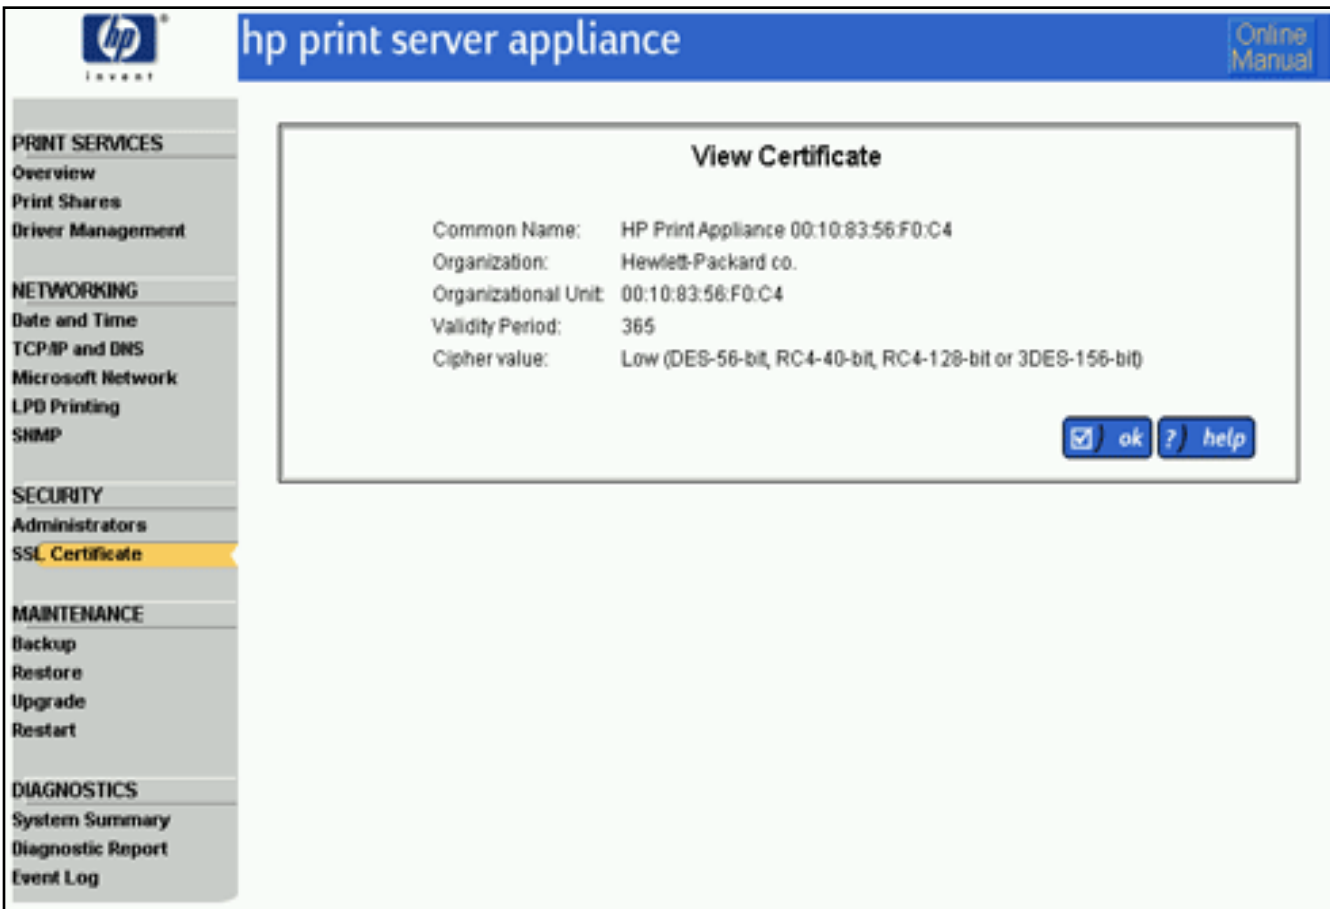 hp
invent
hp print server appliance
Online
Manual
PRINT SERVICES
Overview
Print Shares
Driver Management
NETWORKING
Date and Time
TCP/IP and DNS
Microsoft Network
LPD Printing
SNMP
SECURITY
Administrators
SSL Certificate
MAINTENANCE
Backup
Restore
Upgrade
Restart
DIAGNOSTICS
System Summary
Diagnostic Report
Event Log
View Certificate
Common Name: HP Print Appliance 00:10:83:56:F0:C4
Organization: Hewlett-Packard co.
Organizational Unit: 00:10:83:56:F0:C4
Validity Period: 365
Cipher value: Low (DES-56-bit, RC4-40-bit, RC4-128-bit or 3DES-156-bit)
ok ? help